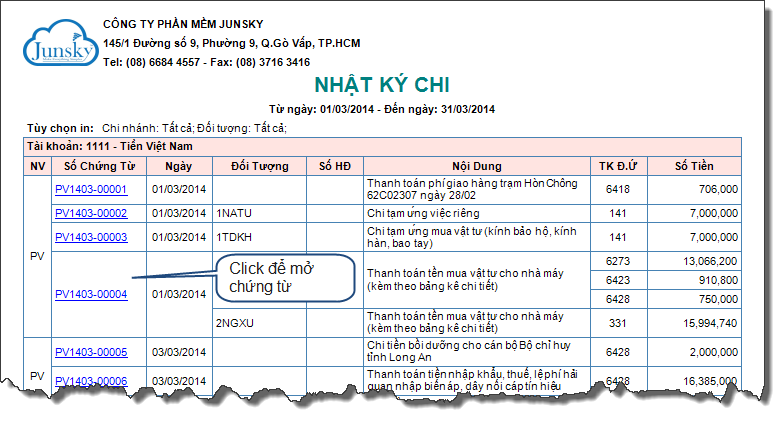 Junsky
CÔNG TY PHẦN MỀM JUNSKY
145/1 Đường số 9, Phường 9, Q.Gò Vấp, TP.HCM
Tel: (08) 6684 4557 - Fax: (08) 3716 3416
NHẬT KÝ CHI
Từ ngày: 01/03/2014 - Đến ngày: 31/03/2014
Tùy chọn in: Chi nhánh: Tất cả; Đối tượng: Tất cả;
Tài khoản: 1111 - Tiền Việt Nam
NV Số Chứng Từ Ngày Đối Tượng Số HĐ Nội Dung TK Đ.Ứ Số Tiền
PV
PV1403-00001 01/03/2014 Thanh toán phí giao hàng trạm Hòn Chông 6418 706,000
62C02307 ngày 28/02
PV1403-00002 01/03/2014 1NATU Chi tạm ứng việc riêng 141 7,000,000
PV1403-00003 01/03/2014 1TDKH Chi tạm ứng mua vật tư (kính bảo hộ, kính 141 7,000,000
hàn, bao tay)
PV1403-00004 01/03/2014 Thanh toán tền mua vật tư cho nhà máy 6273 13,066,200
(kèm theo bảng kê chi tiết) 6423 910,800
6428 750,000
Click để mở
chứng từ
2NGXU Thanh toán tền mua vật tư cho nhà máy 331 15,994,740
(kèm theo bảng kê chi tiết)
PV
PV1403-00005 03/03/2014 Chi tiền bồi dưỡng cho cán bộ Bộ chỉ huy 6428 2,000,000
tỉnh Long An
PV1403-00006 03/03/2014 Thanh toán tiền nhập khẩu, thuế, lệ phí hải 6428 16,385,000
quan nhập biến áp, dây nối cáp tín hiệu